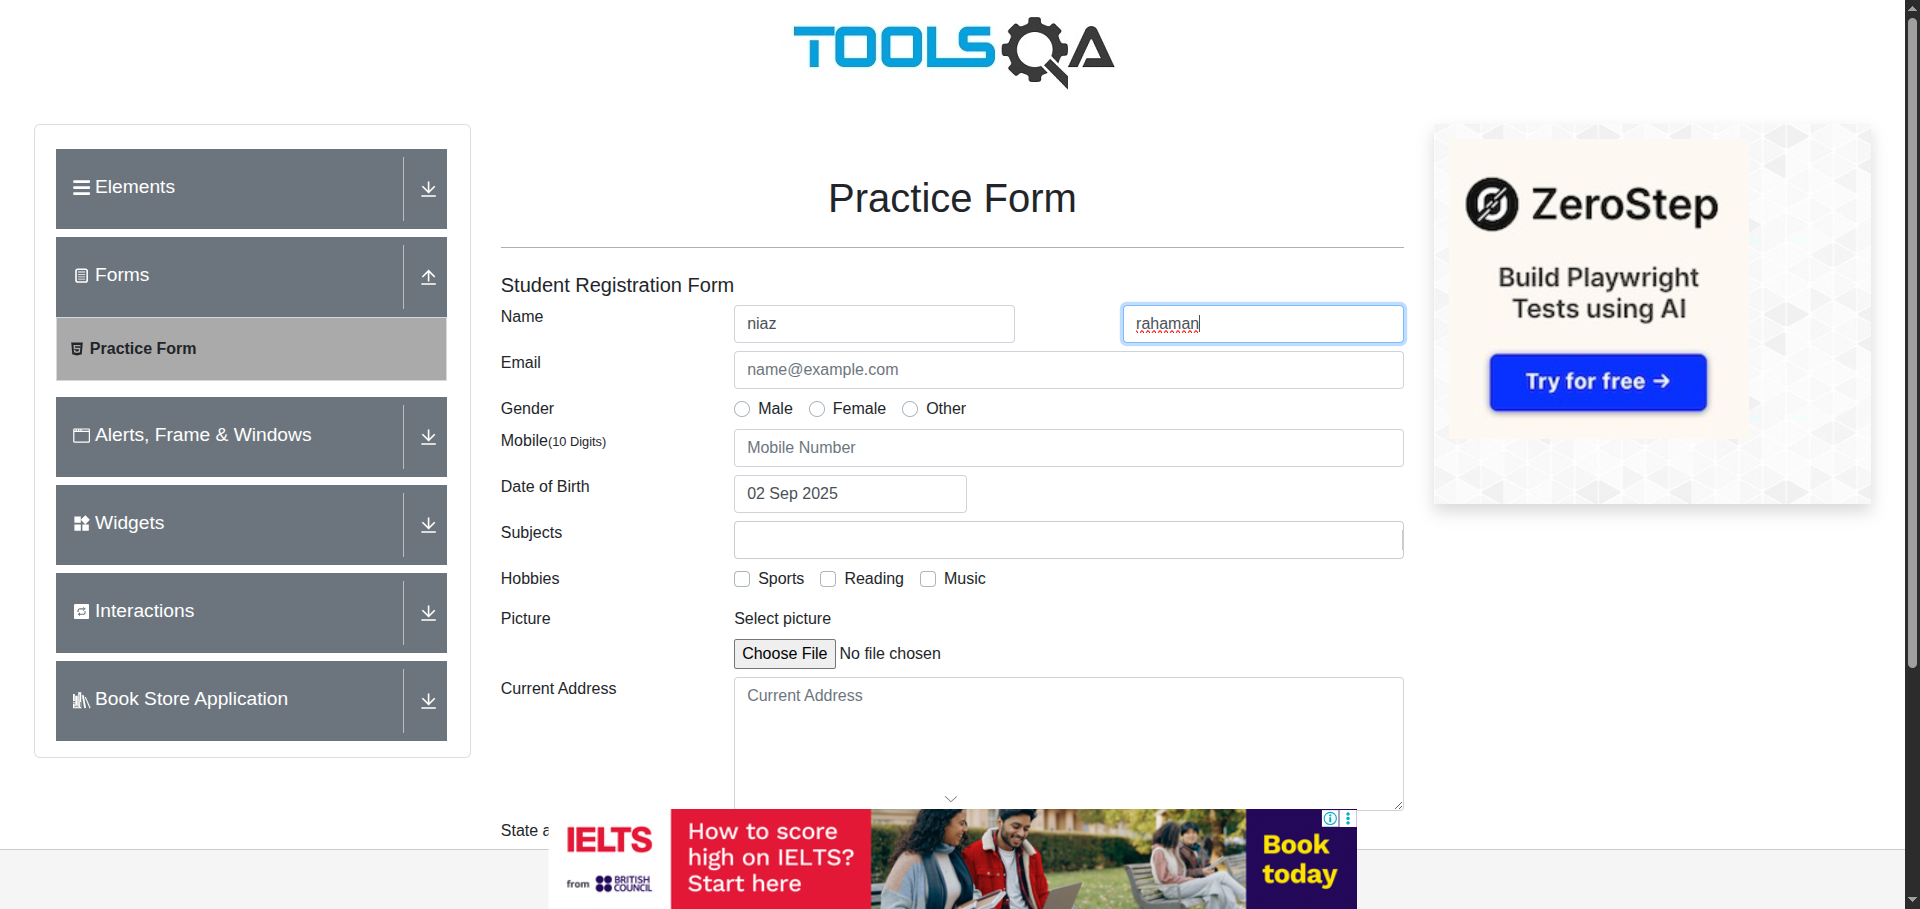 TOOLSQA
Elements
Forms
Practice Form
Alerts, Frame & Windows
Widgets
Interactions
Book Store Application
Practice Form
Student Registration Form
Name niaz rahaman
Email name@example.com
Gender Male Female Other
Mobile(10 Digits) Mobile Number
Date of Birth 02 Sep 2025
Subjects
Hobbies Sports Reading Music
Picture Select picture
Choose File No file chosen
Current Address Current Address
State a
ZeroStep
Build Playwright
Tests using AI
Try for free →
IELTS
from BRITISH
COUNCIL
How to score
high on IELTS?
Start here
Book
today